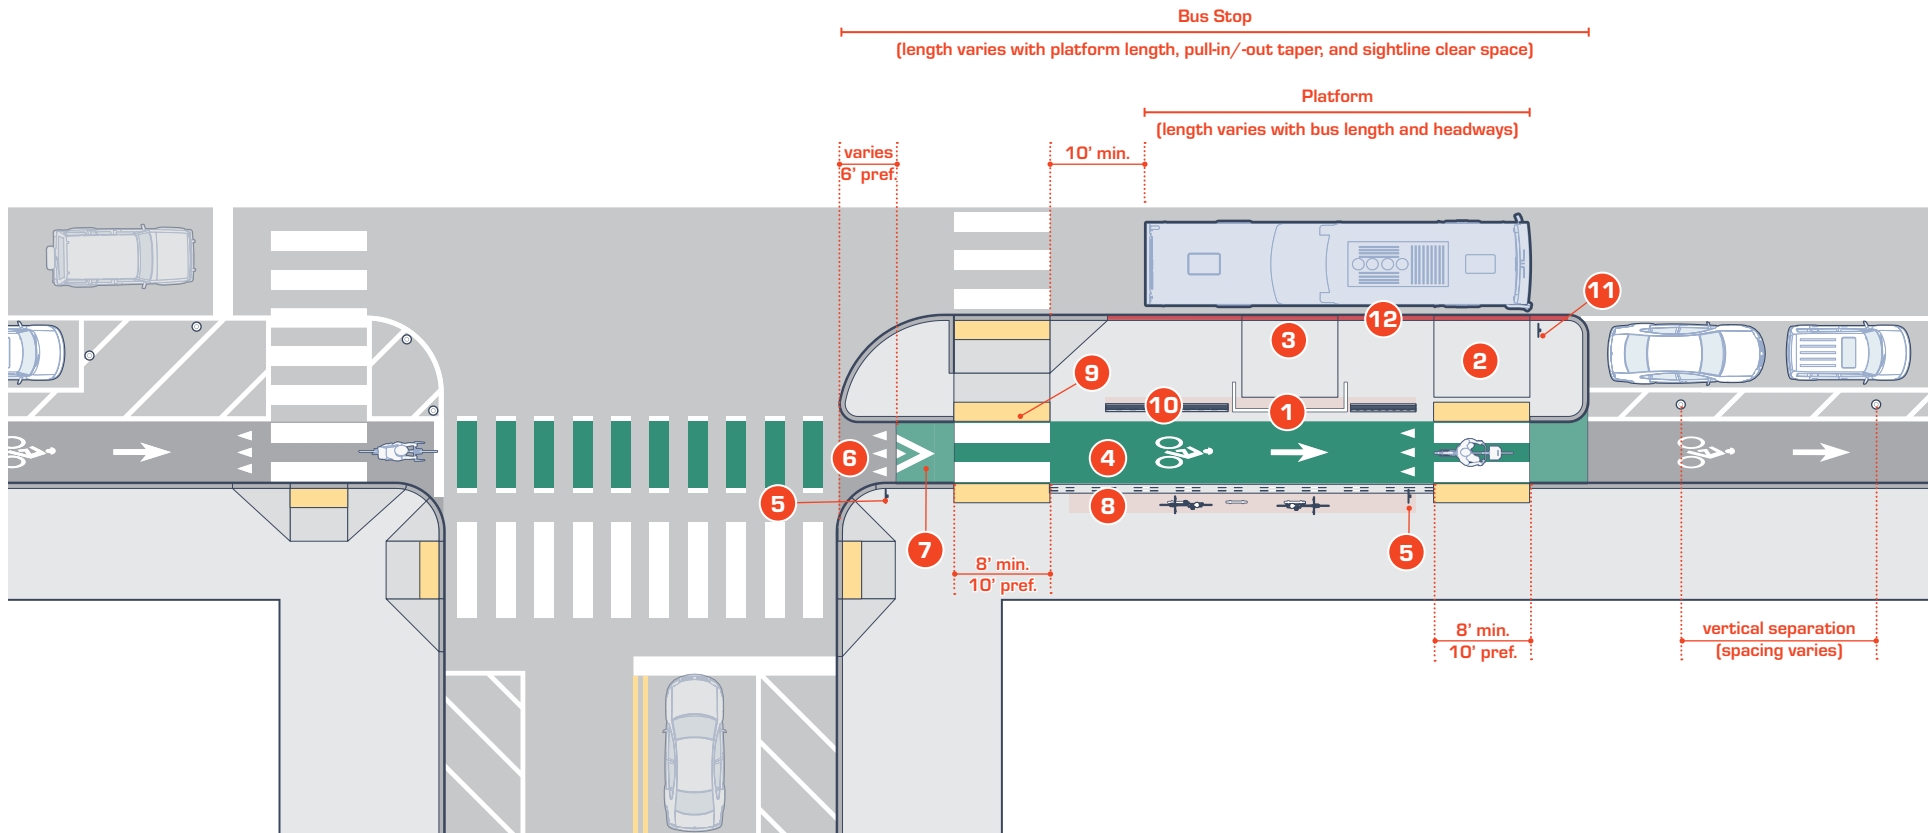 Bus Stop
(length varies with platform length, pull-in/-out taper, and sightline clear space)
Platform
(length varies with bus length and headways)
varies
6' pref.
10' min.
11
12
3
2
9
10
1
6
4
5
8
7
5
8' min.
10' pref.
8' min.
10' pref.
vertical separation
(spacing varies)